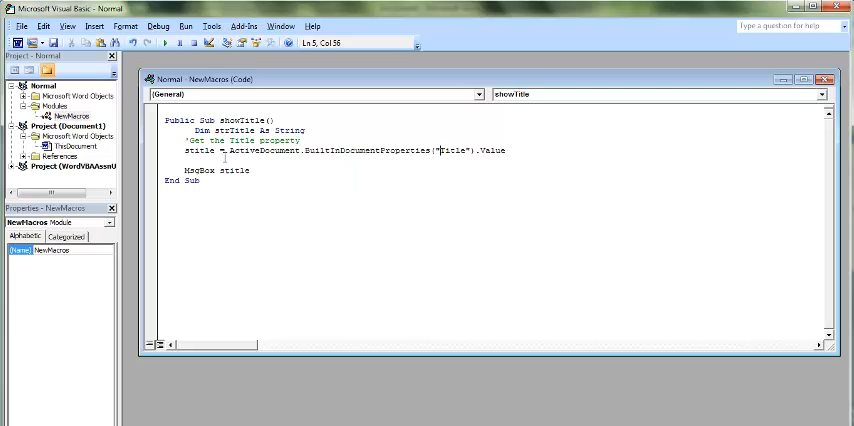 Microsoft Visual Basic - Normal
File Edit View Insert Format Debug Run Tools Add-Ins Window Help
Type a question for help
Ln 5, Col 56
Project - Normal
Normal
Microsoft Word Objects
Modules
NewMacros
Project (Document1)
Microsoft Word Objects
ThisDocument
References
Project (WordVBAAssnU
Properties - NewMacros
NewMacros Module
Alphabetic Categorized
(Name) NewMacros
Normal - NewMacros (Code)
(General) showTitle
Public Sub showTitle()
Dim strTitle As String
'Get the Title property
stitle = ActiveDocument.BuiltInDocumentProperties("Title").Value
MsgBox stitle
End Sub